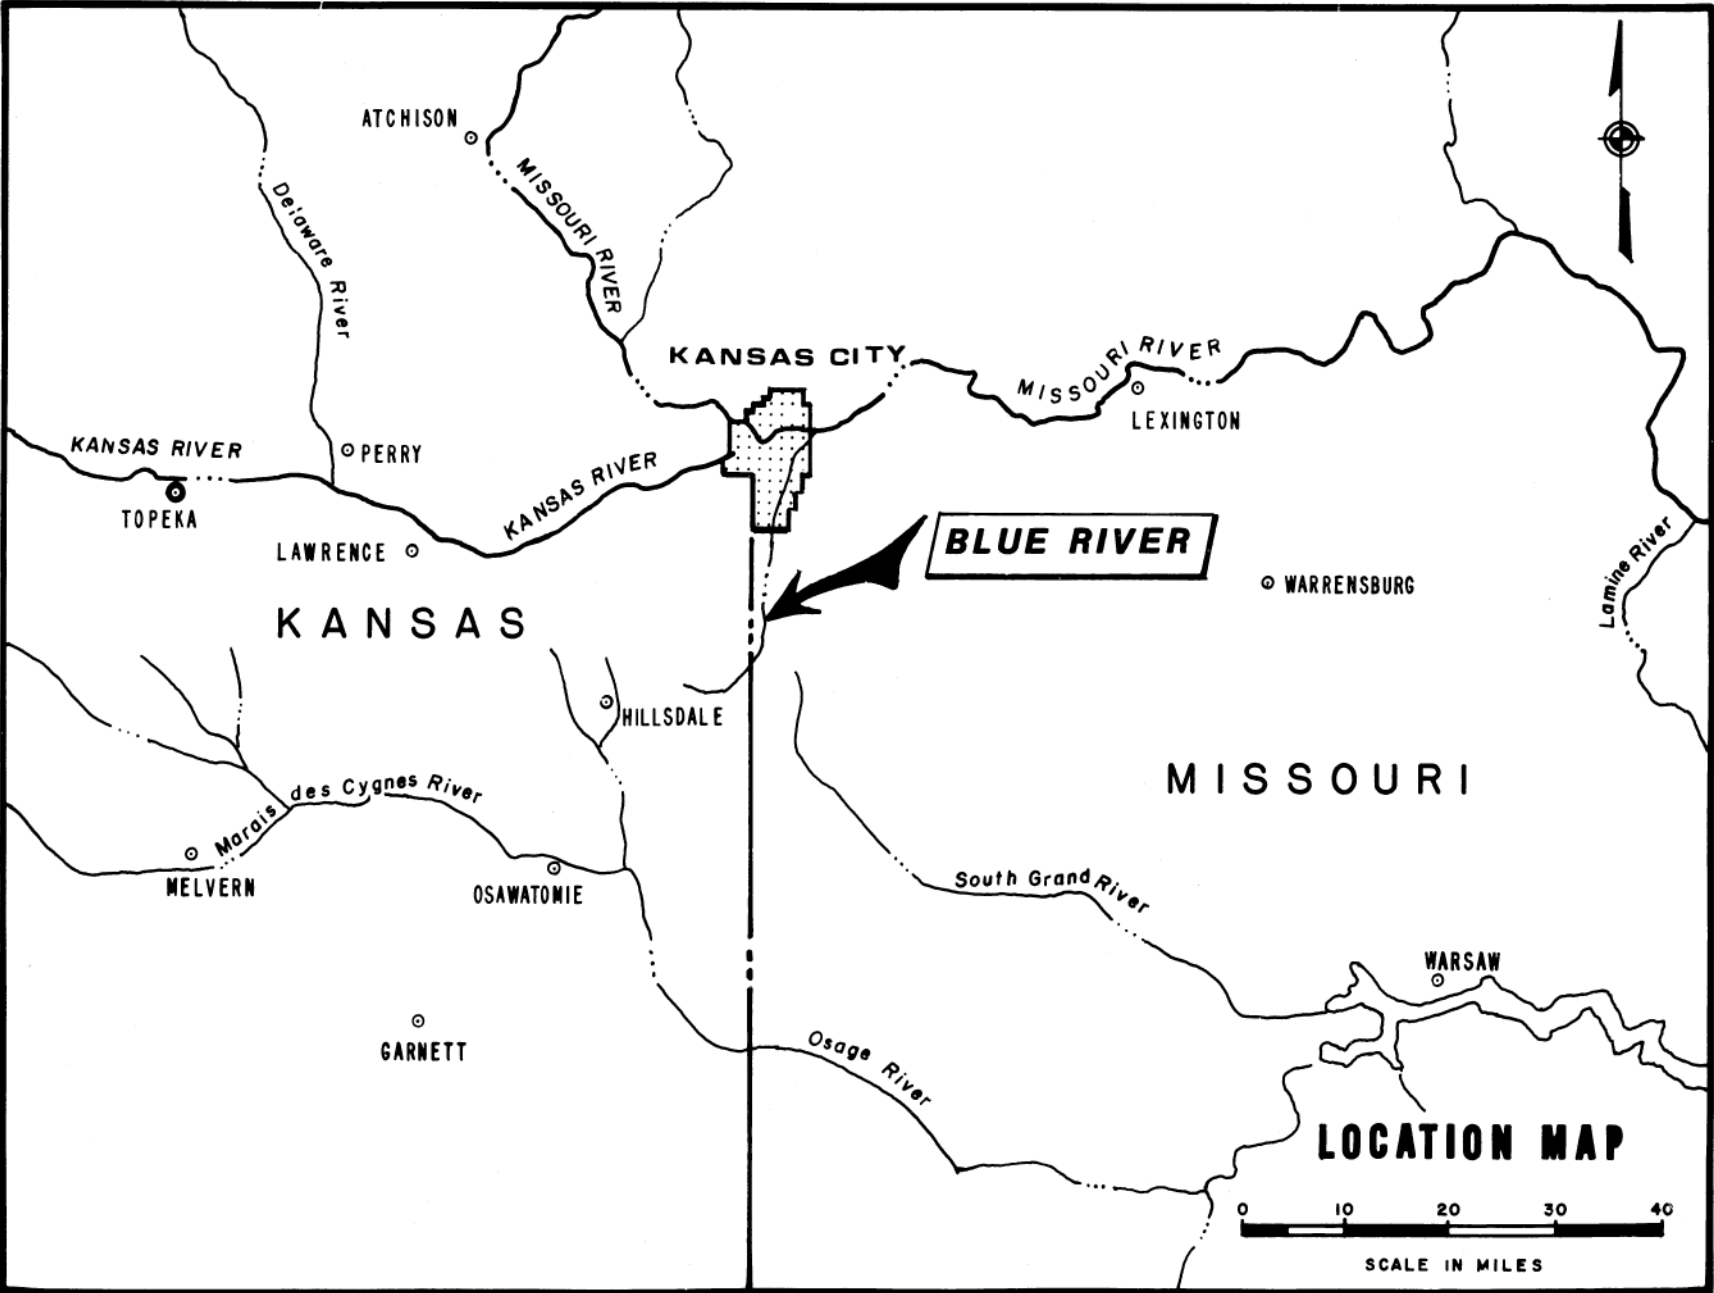 ATCHISON
MISSOURI RIVER
Delaware River
KANSAS CITY
MISSOURI RIVER
LEXINGTON
KANSAS RIVER
PERRY
KANSAS RIVER
TOPEKA
LAWRENCE
BLUE RIVER
WARRENSBURG
Lamine River
KANSAS
HILLSDALE
MISSOURI
Marais des Cygnes River
MELVERN
OSAWATOMIE
South Grand River
WARSAW
GARNETT
Osage River
LOCATION MAP
0 10 20 30 40
SCALE IN MILES